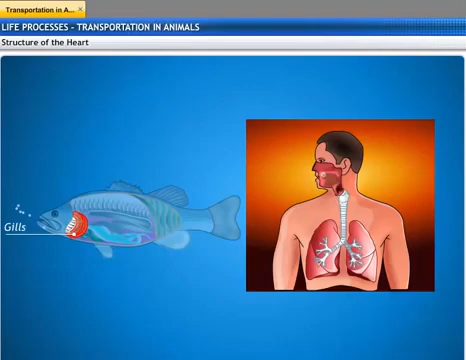 Transportation in A...
LIFE PROCESSES - TRANSPORTATION IN ANIMALS
Structure of the Heart
Gills